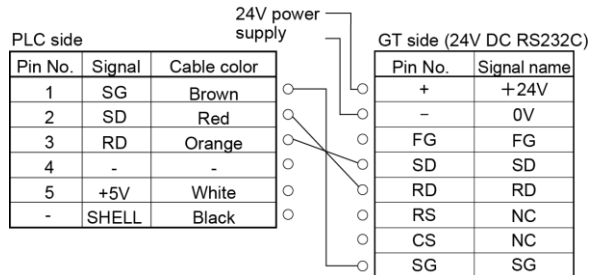 24V power
supply
PLC side
GT side (24V DC RS232C)
Pin No. Signal Cable color
1 SG Brown
2 SD Red
3 RD Orange
4 - -
5 +5V White
- SHELL Black
Pin No. Signal name
+ +24V
- 0V
FG FG
SD SD
RD RD
RS NC
CS NC
SG SG